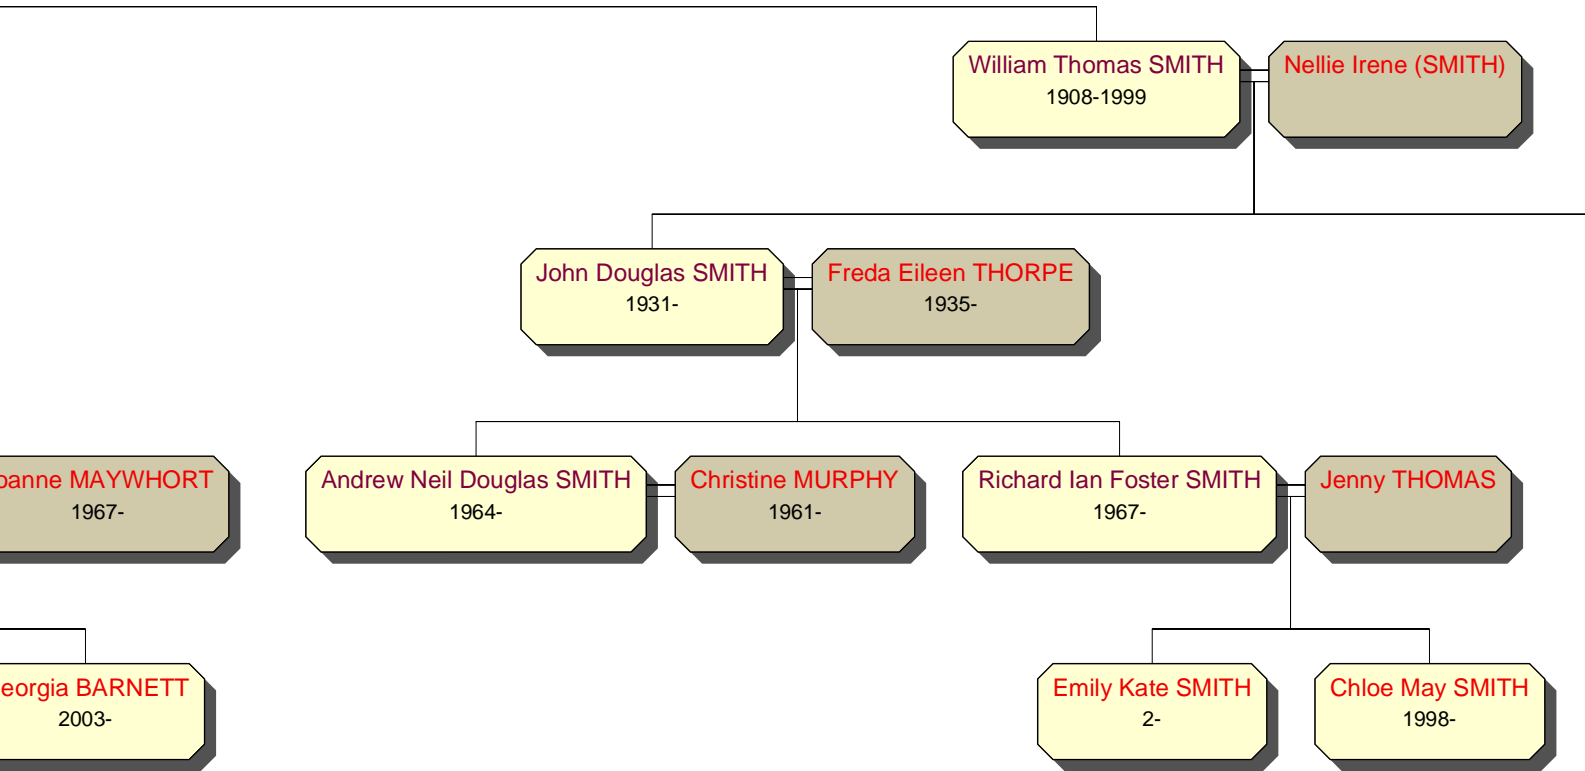 William Thomas SMITH
1908-1999
Nellie Irene (SMITH)
John Douglas SMITH
1931-
Freda Eileen THORPE
1935-
MAYWHORT
1967-
Andrew Neil Douglas SMITH
1964-
Christine MURPHY
1961-
Richard Ian Foster SMITH
1967-
Jenny THOMAS
BARNETT
2003-
Emily Kate SMITH
2-
Chloe May SMITH
1998-